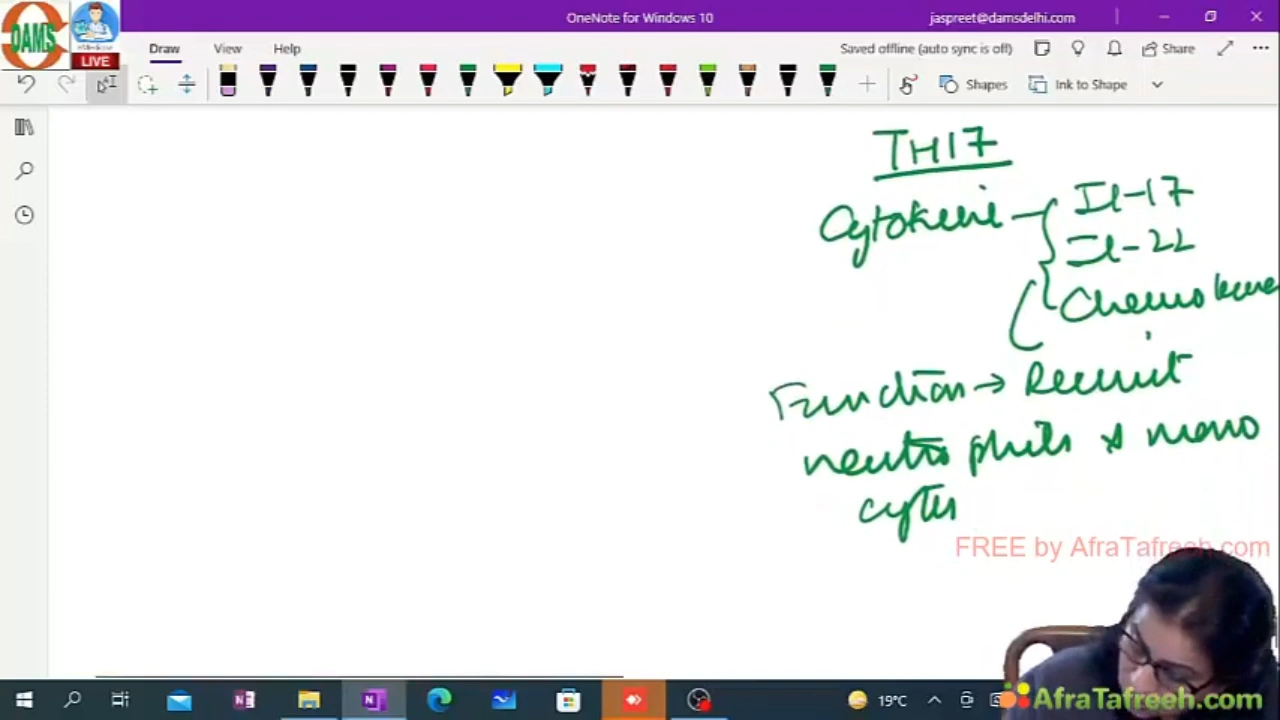 OneNote for Windows 10
jaspreet@damsdelhi.com
DAMS
eMedicoz
LIVE
Draw
View
Help
Saved offline (auto sync is off)
Share
Shapes
Ink to Shape
TH17
Cytokine
Il-17
Il-22
Chemokine
Function → Recruit
neutrophils & mono
cytes
FREE by AfraTafreeh.com
19°C
AfraTafreeh.com